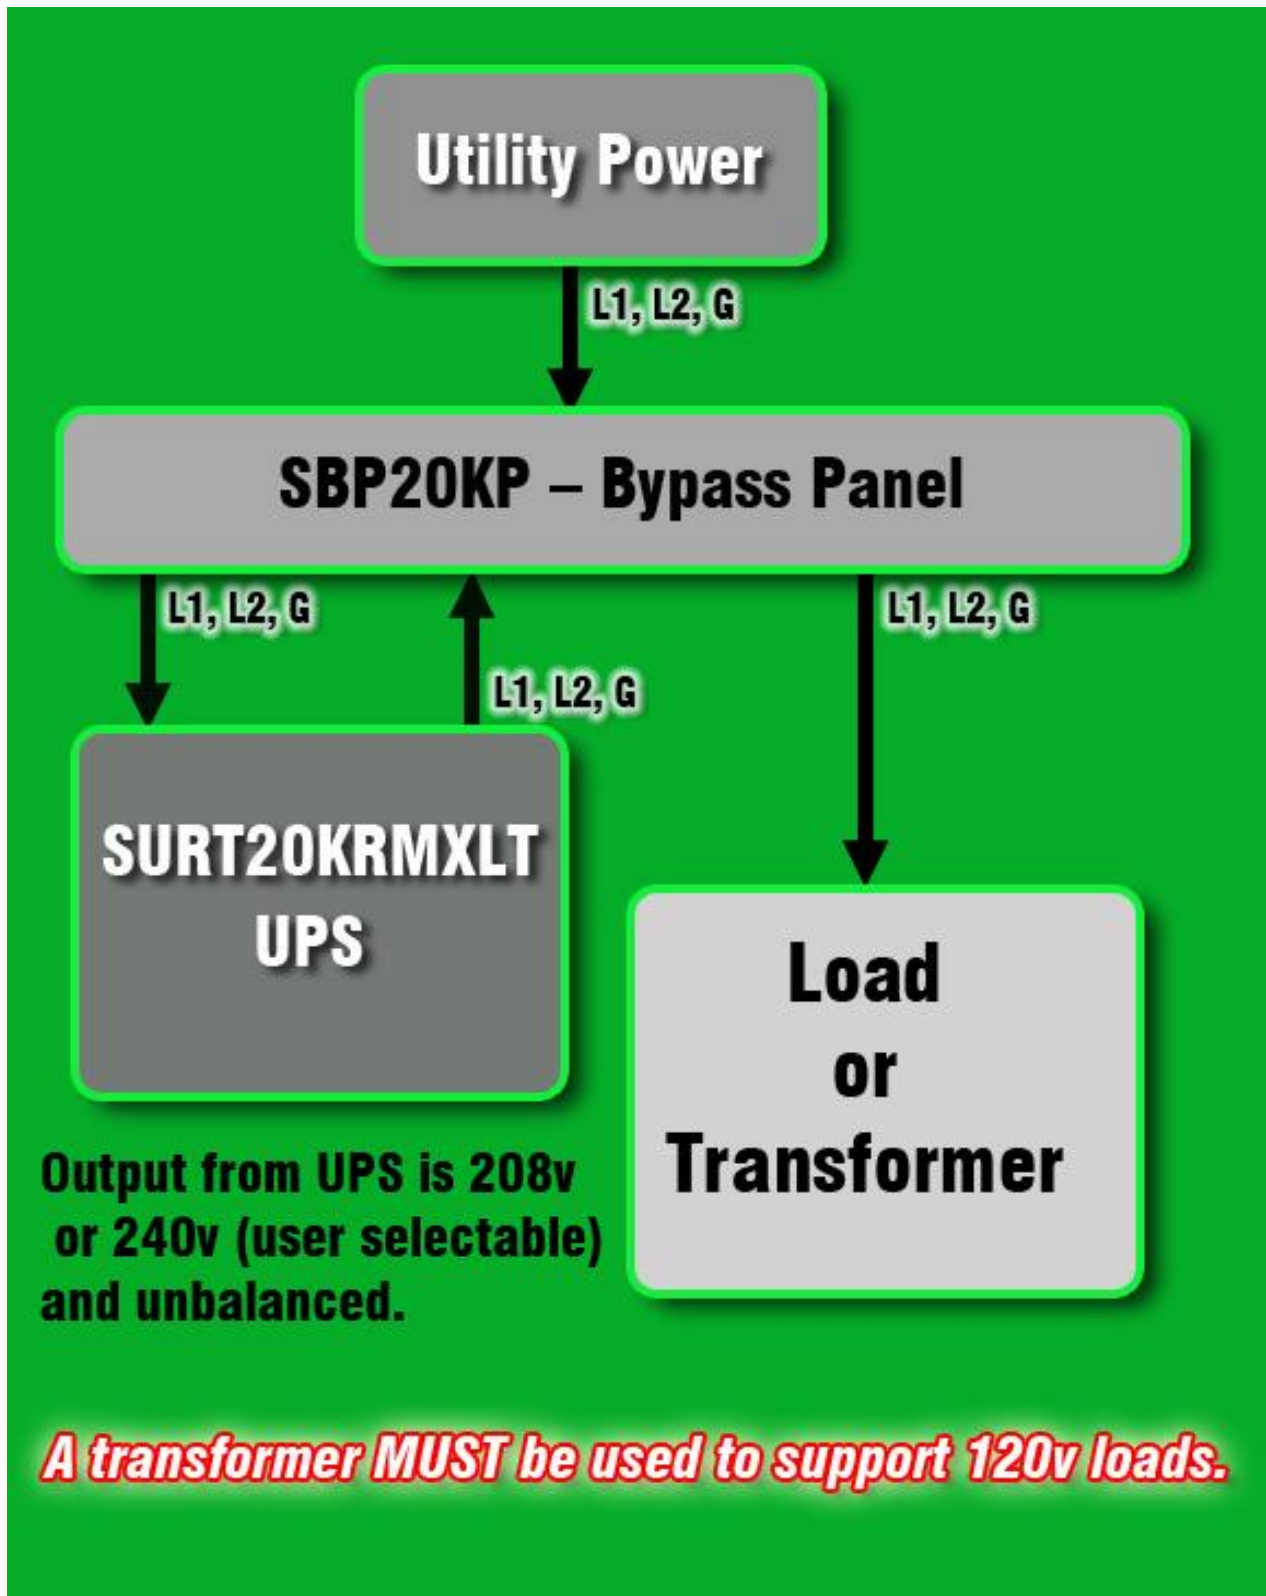 Utility Power
L1, L2, G
SBP20KP – Bypass Panel
L1, L2, G
L1, L2, G
L1, L2, G
SURT20KRMXLT
UPS
Load
or
Transformer
Output from UPS is 208v
or 240v (user selectable)
and unbalanced.
A transformer MUST be used to support 120v loads.